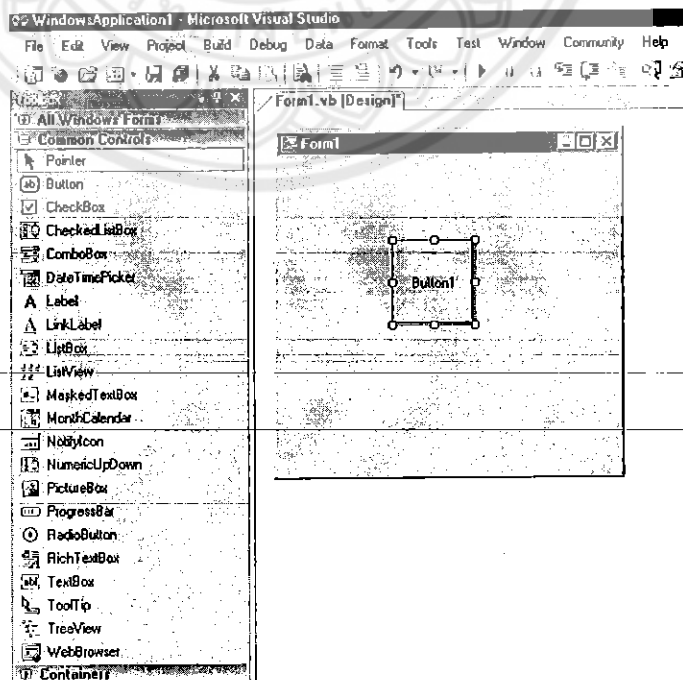 WindowsApplication1 - Microsoft Visual Studio
File Edit View Project Build Debug Data Format Tools Test Window Community Help
Toolbox
Form1.vb [Design]*
All Windows Forms
Common Controls
Form1
Pointer
Button
CheckBox
CheckedListBox
ComboBox
DateTimePicker
Button1
A Label
A LinkLabel
ListBox
ListView
MaskedTextBox
MonthCalendar
NotifyIcon
NumericUpDown
PictureBox
ProgressBar
RadioButton
RichTextBox
TextBox
ToolTip
TreeView
WebBrowser
Containers